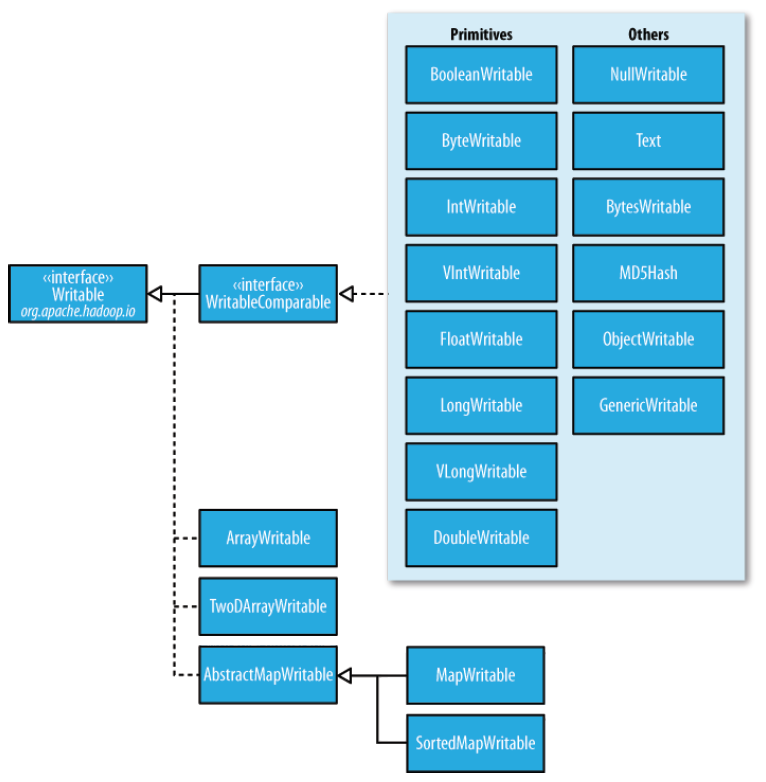 Primitives
Others
BooleanWritable
NullWritable
ByteWritable
Text
IntWritable
BytesWritable
‹‹interface››
Writable
org.apache.hadoop.io
‹‹interface››
WritableComparable
VIntWritable
MD5Hash
FloatWritable
ObjectWritable
LongWritable
GenericWritable
VLongWritable
DoubleWritable
ArrayWritable
TwoDArrayWritable
AbstractMapWritable
MapWritable
SortedMapWritable